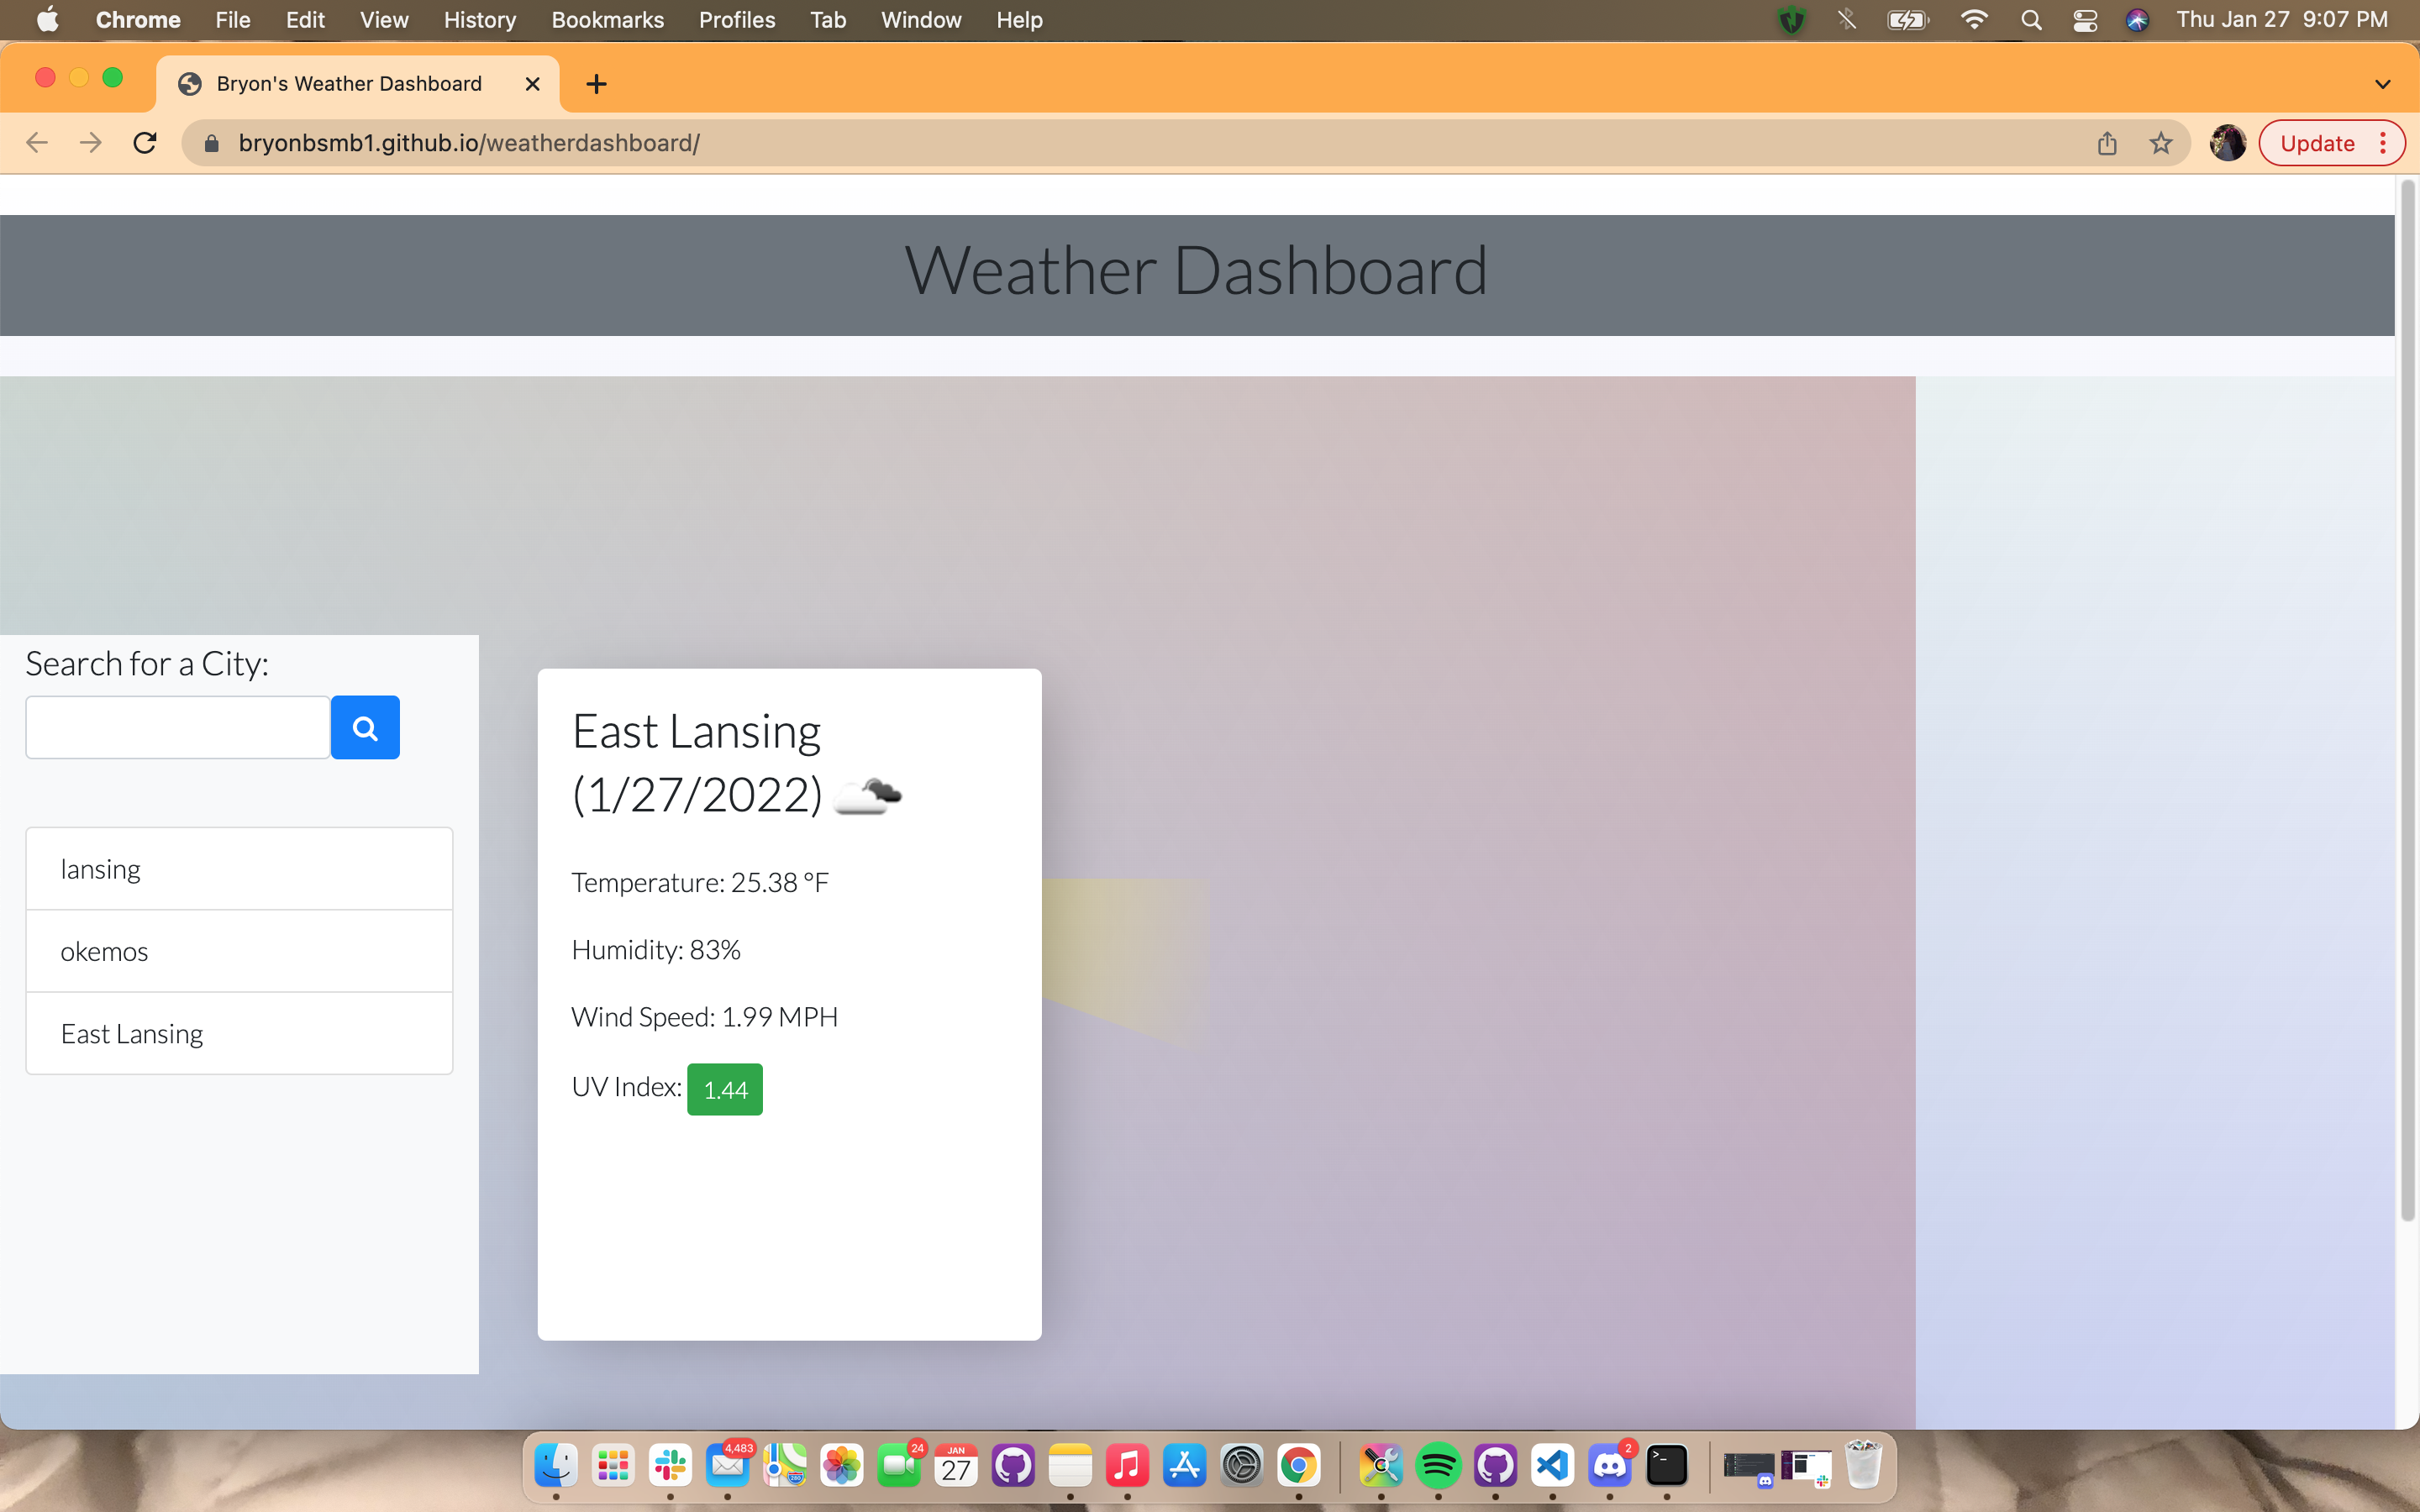 Chrome File Edit View History Bookmarks Profiles Tab Window Help Thu Jan 27 9:07 PM
Bryon's Weather Dashboard
bryonbsmb1.github.io/weatherdashboard/ Update
Weather Dashboard
Search for a City:
lansing
okemos
East Lansing
East Lansing
(1/27/2022)
Temperature: 25.38 °F
Humidity: 83%
Wind Speed: 1.99 MPH
UV Index: 1.44
4,483 24 JAN 27 2